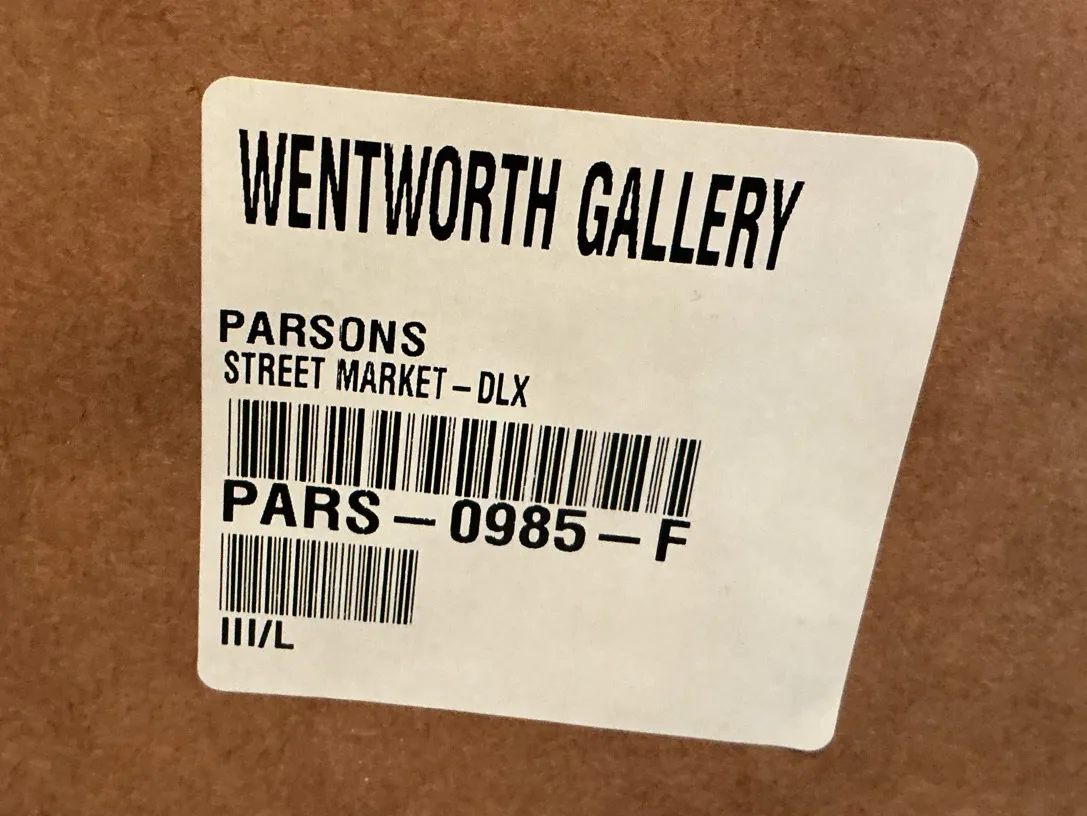 WENTWORTH GALLERY
PARSONS
STREET MARKET – DLX
PARS – 0985 – F
III/L